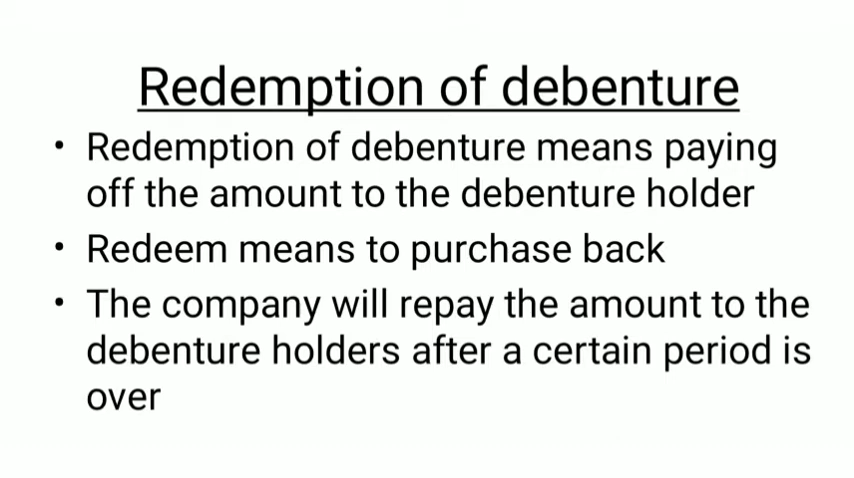 Redemption of debenture
• Redemption of debenture means paying
off the amount to the debenture holder
• Redeem means to purchase back
• The company will repay the amount to the
debenture holders after a certain period is
over